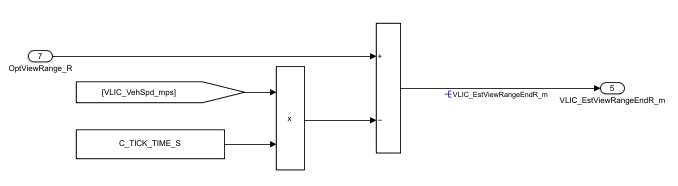 7
OptViewRange_R
[VLIC_VehSpd_mps]
C_TICK_TIME_S
x
+
−
VLIC_EstViewRangeEndR_m
5
VLIC_EstViewRangeEndR_m